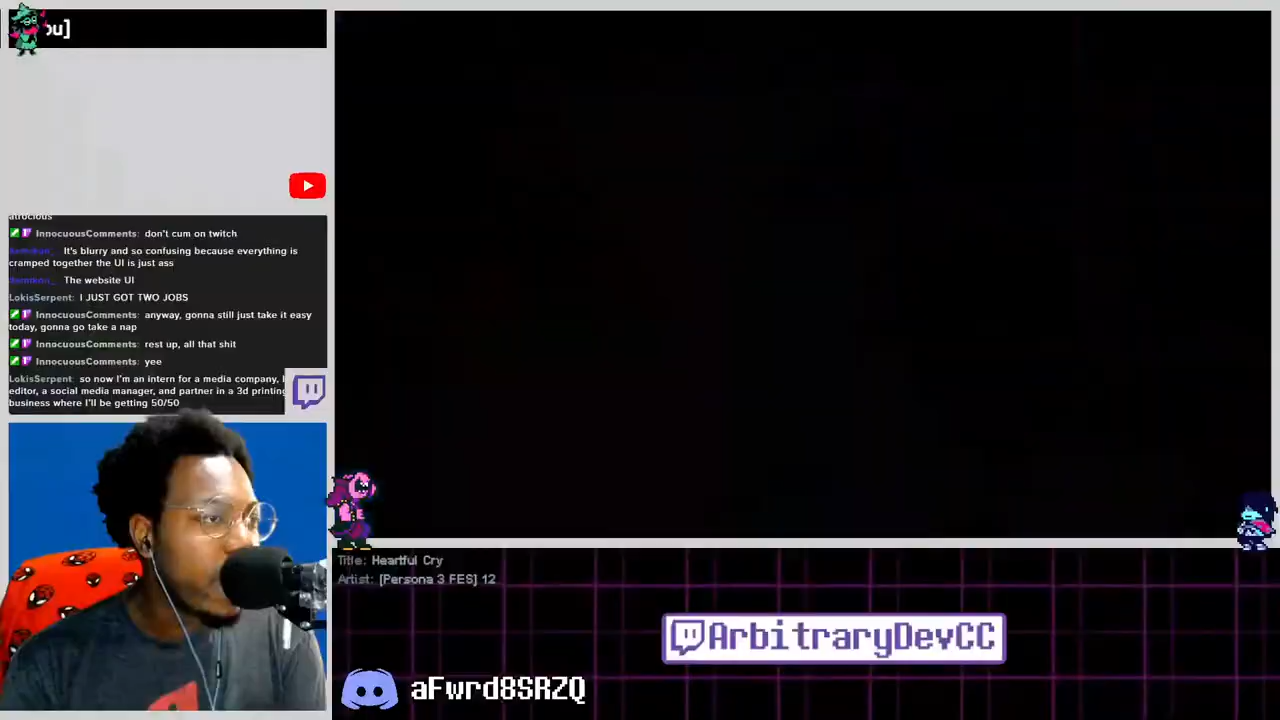 ou]
atrocious
InnocuousComments: don't cum on twitch
It's blurry and so confusing because everything is
cramped together the UI is just ass
The website UI
LokisSerpent: I JUST GOT TWO JOBS
InnocuousComments: anyway, gonna still just take it easy
today, gonna go take a nap
InnocuousComments: rest up, all that shit
InnocuousComments: yee
LokisSerpent: so now I'm an intern for a media company,
editor, a social media manager, and partner in a 3d printing
business where I'll be getting 50/50
Title: Heartful Cry
Artist: [Persona 3 FES] 12
ArbitraryDevCC
aFwrd8SRZQ